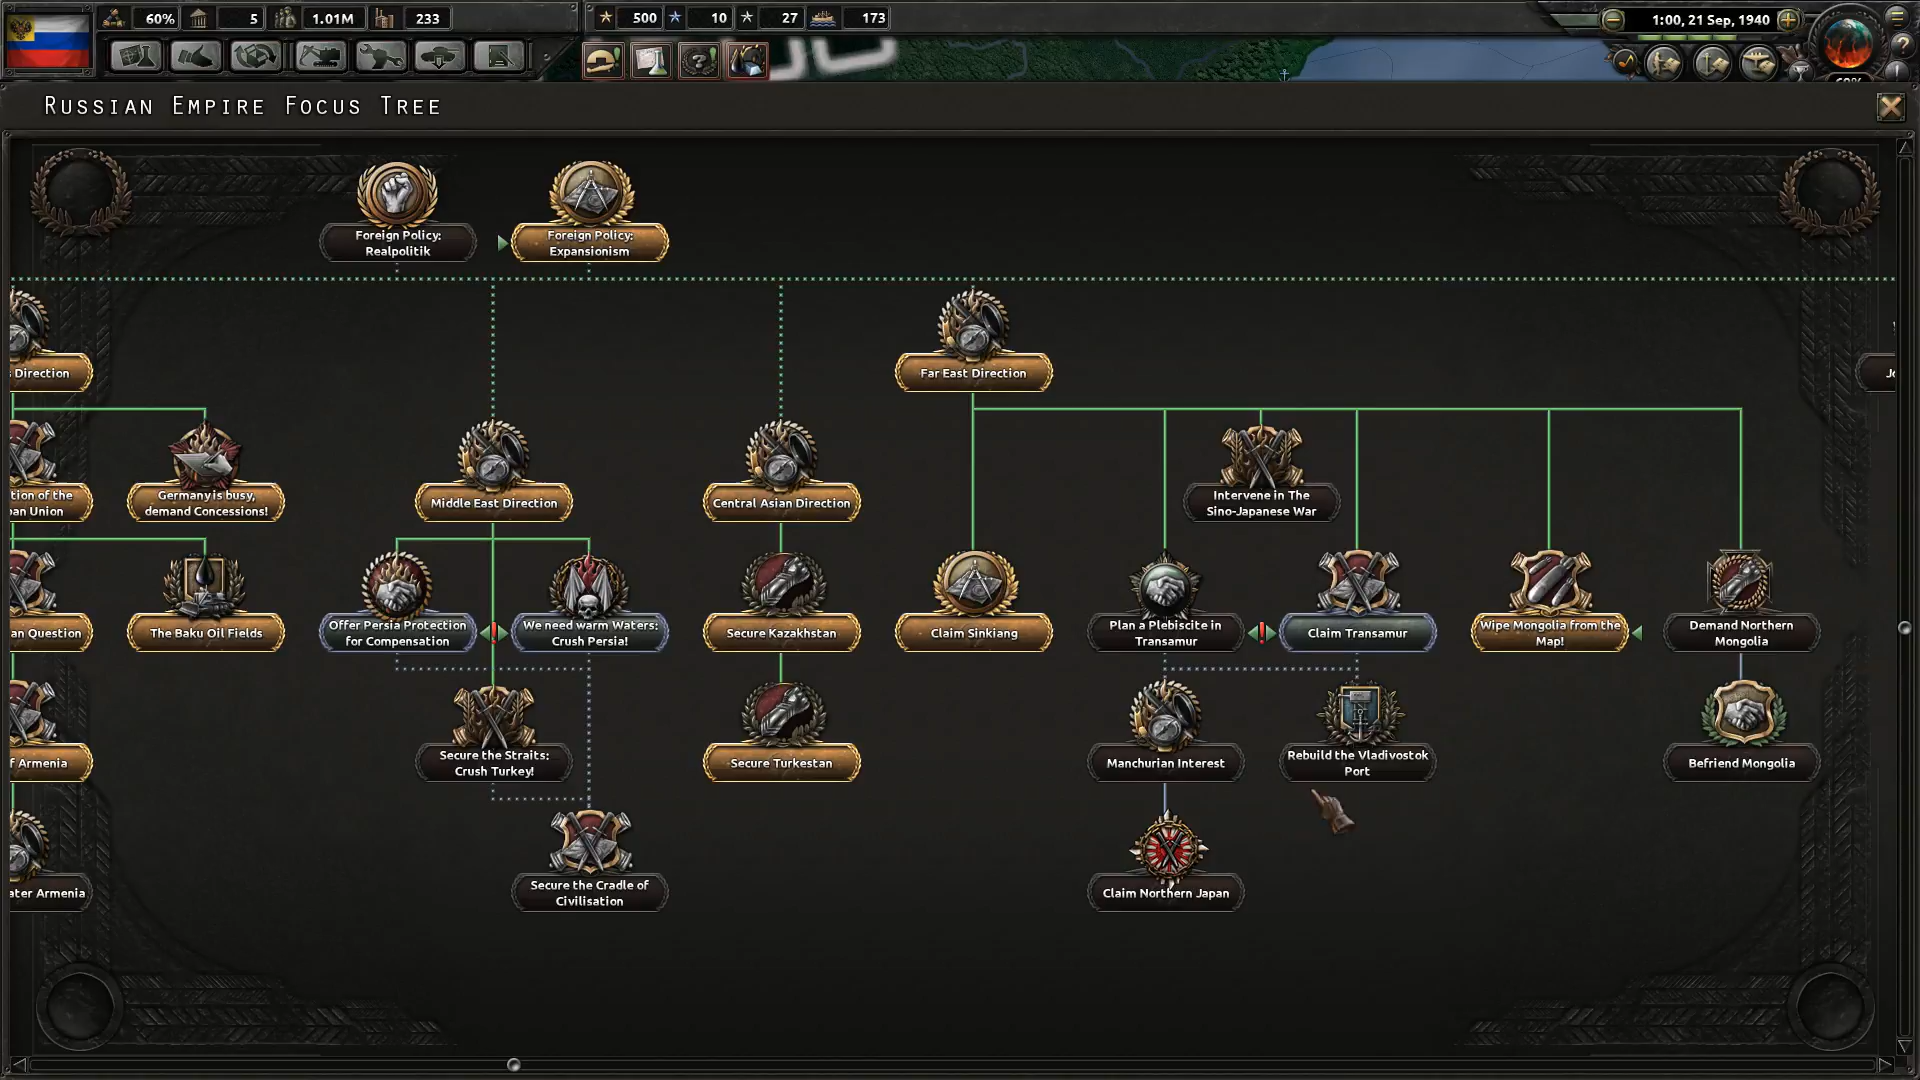 60%
5
1.01M
233
500
10
27
173
1:00, 21 Sep, 1940
Russian Empire Focus Tree
Foreign Policy:
Realpolitik
Foreign Policy:
Expansionism
Direction
Far East Direction
tion of the
an Union
Germany is busy,
demand Concessions!
Middle East Direction
Central Asian Direction
Intervene in The
Sino-Japanese War
an Question
The Baku Oil Fields
Offer Persia Protection
for Compensation
We need warm Waters:
Crush Persia!
Secure Kazakhstan
Claim Sinkiang
Plan a Plebiscite in
Transamur
Claim Transamur
Wipe Mongolia from the
Map!
Demand Northern
Mongolia
f Armenia
Secure the Straits:
Crush Turkey!
Secure Turkestan
Manchurian Interest
Rebuild the Vladivostok
Port
Befriend Mongolia
ater Armenia
Secure the Cradle of
Civilisation
Claim Northern Japan